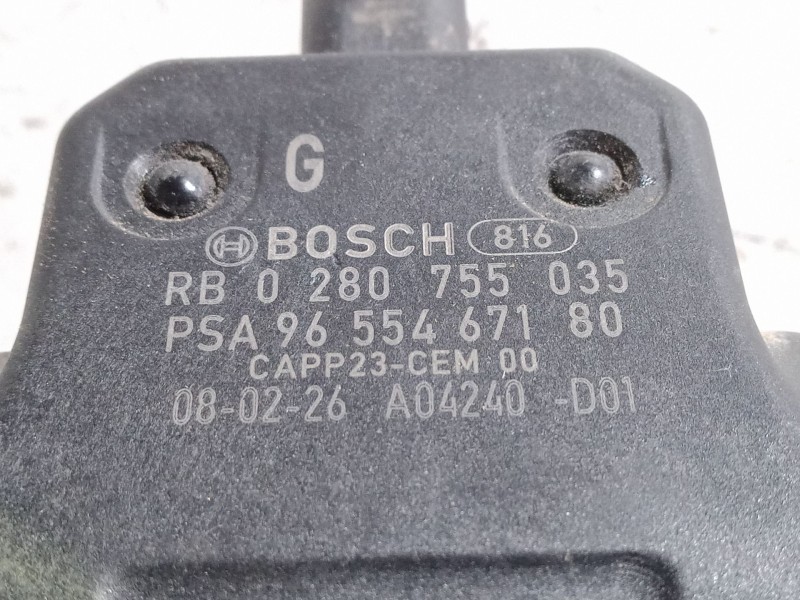 G
BOSCH 816
RB 0 280 755 035
PSA 96 554 671 80
CAPP23-CEM 00
08-02-26 A04240 -D01